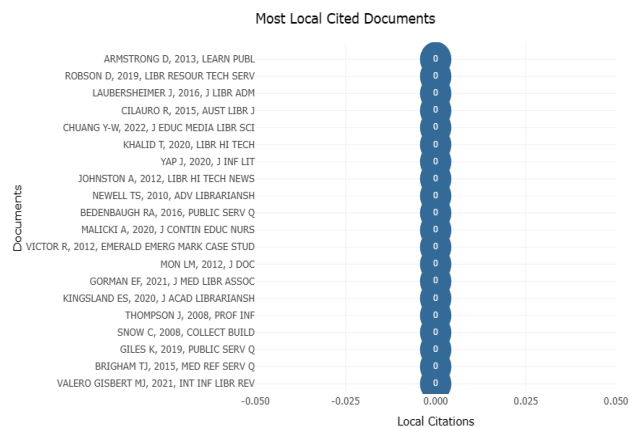 Most Local Cited Documents
Documents
ARMSTRONG D, 2013, LEARN PUBL
0
ROBSON D, 2019, LIBR RESOUR TECH SERV
0
LAUBERSHEIMER J, 2016, J LIBR ADM
0
CILAURO R, 2015, AUST LIBR J
0
CHUANG Y-W, 2022, J EDUC MEDIA LIBR SCI
0
KHALID T, 2020, LIBR HI TECH
0
YAP J, 2020, J INF LIT
0
JOHNSTON A, 2012, LIBR HI TECH NEWS
0
NEWELL TS, 2010, ADV LIBRARIANSH
0
BEDENBAUGH RA, 2016, PUBLIC SERV Q
0
MALICKI A, 2020, J CONTIN EDUC NURS
0
VICTOR R, 2012, EMERALD EMERG MARK CASE STUD
0
MON LM, 2012, J DOC
0
GORMAN EF, 2021, J MED LIBR ASSOC
0
KINGSLAND ES, 2020, J ACAD LIBRARIANSH
0
THOMPSON J, 2008, PROF INF
0
SNOW C, 2008, COLLECT BUILD
0
GILES K, 2019, PUBLIC SERV Q
0
BRIGHAM TJ, 2015, MED REF SERV Q
0
VALERO GISBERT MJ, 2021, INT INF LIBR REV
0
-0.050 -0.025 0.000 0.025 0.050
Local Citations